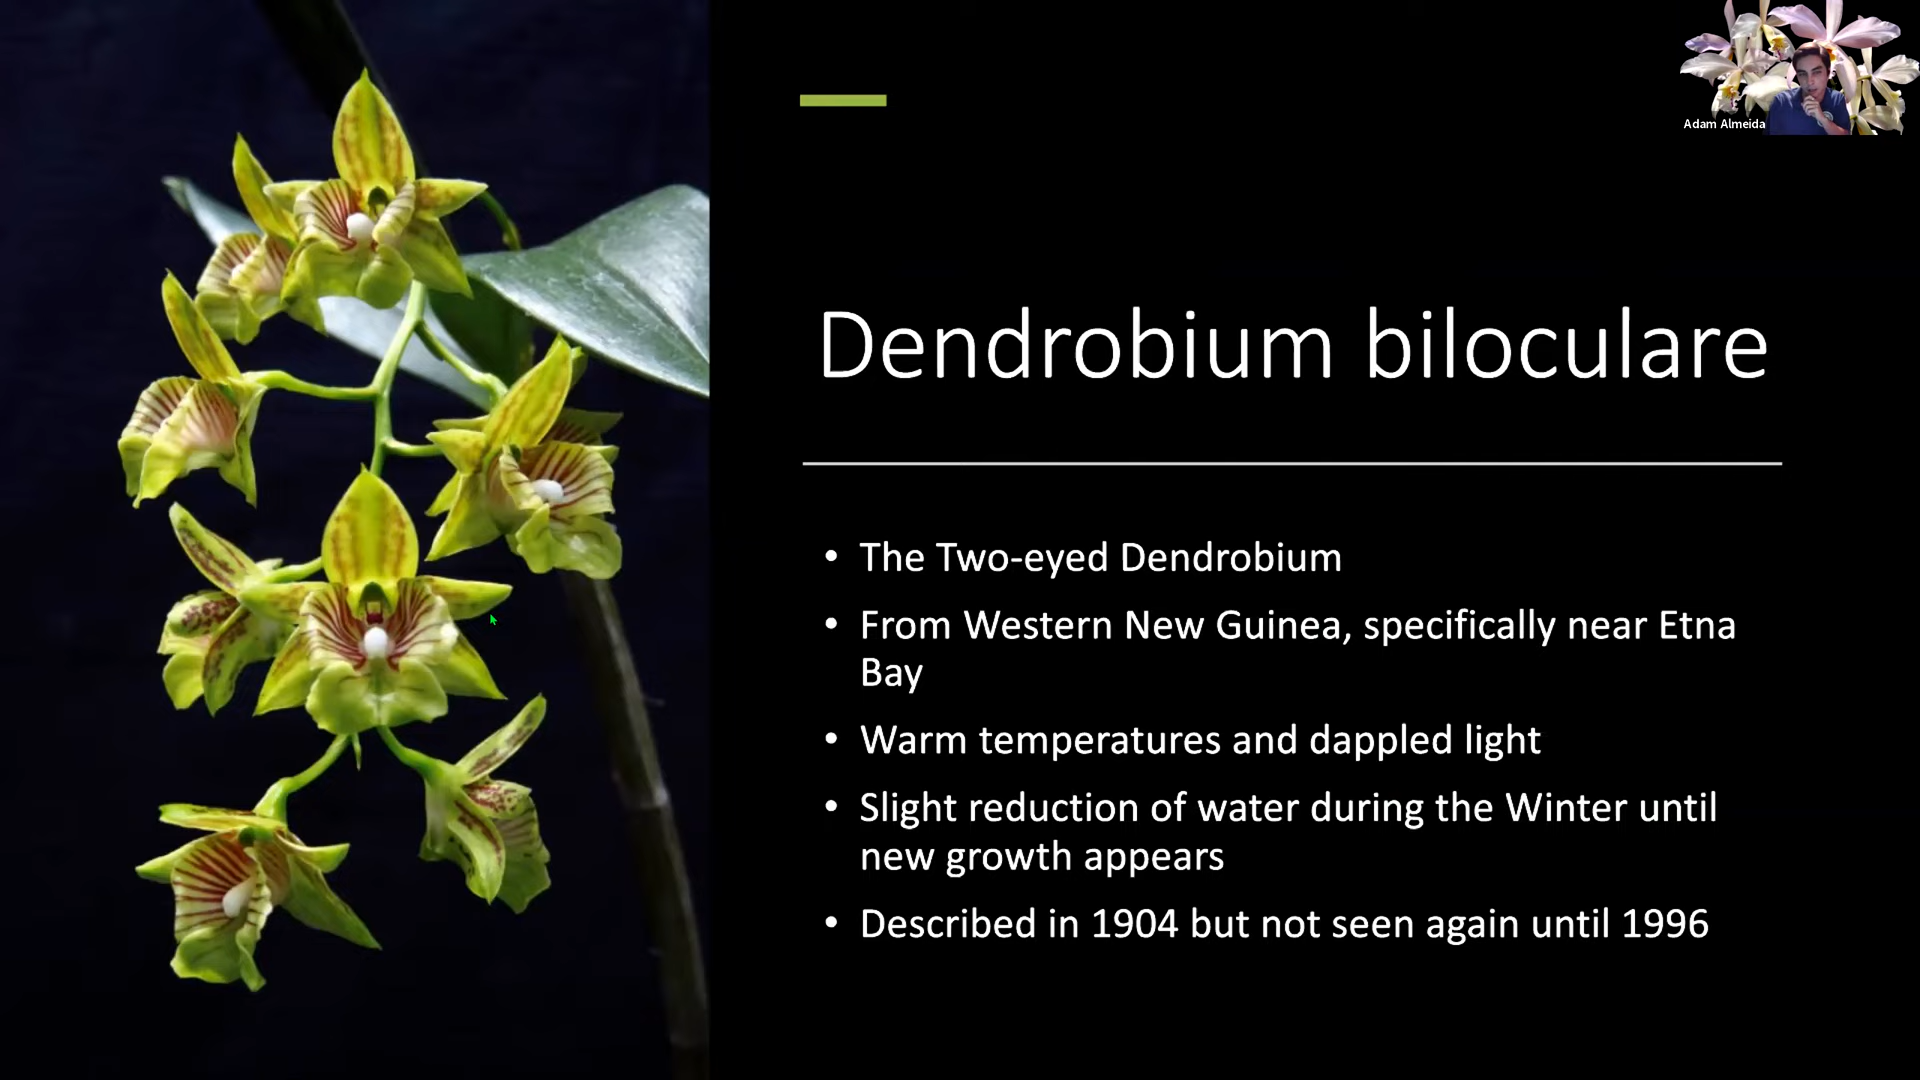 Adam Almeida
Dendrobium biloculare
• The Two-eyed Dendrobium
• From Western New Guinea, specifically near Etna
Bay
• Warm temperatures and dappled light
• Slight reduction of water during the Winter until
new growth appears
• Described in 1904 but not seen again until 1996